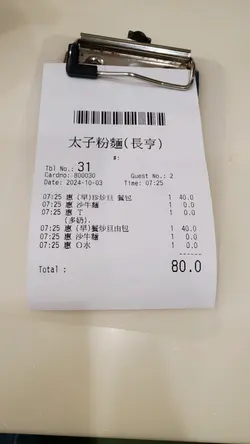 太子粉麵(長亨)
#:
Tbl No.: 31
Cardno: 800030 Guest No.: 2
Date: 2024-10-03 Time: 07:25
07:25 惠 (早)珍炒旦 餐包 1 40.0
07:25 惠 沙牛麵 1 0.0
07:25 惠 T 1 0.0
(多奶),
07:25 惠 (早)餐炒旦由包 1 40.0
07:25 惠 沙牛麵 1 0.0
07:25 惠 O水 1 0.0
Total : 80.0